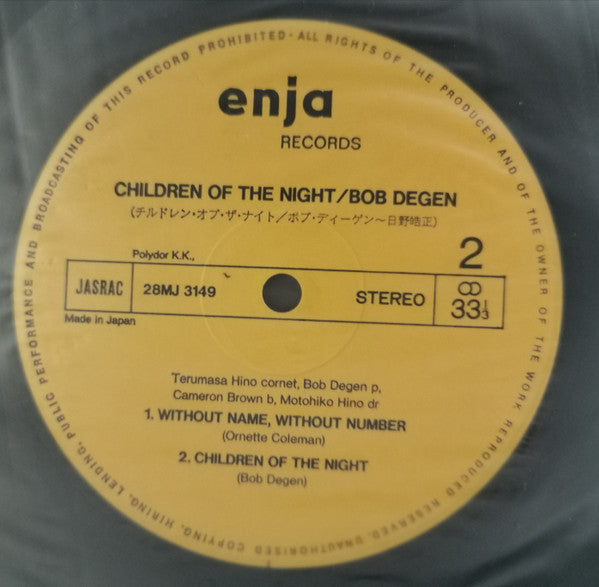 ALL RIGHTS OF THE PRODUCER AND OF THE OWNER OF THE WORK REPRODUCED RESERVED. UNAUTHORISED COPYING, HIRING, LENDING, PUBLIC PERFORMANCE AND BROADCASTING OF THIS RECORD PROHIBITED·
enja
RECORDS
CHILDREN OF THE NIGHT/BOB DEGEN
(チルドレン・オブ・ザ・ナイト/ボブ・ディーゲン〜日野皓正)
2
Polydor K.K.,
JASRAC
28MJ 3149
STEREO
33⅓
Made in Japan
Terumasa Hino cornet, Bob Degen p,
Cameron Brown b, Motohiko Hino dr
1. WITHOUT NAME, WITHOUT NUMBER
(Ornette Coleman)
2. CHILDREN OF THE NIGHT
(Bob Degen)